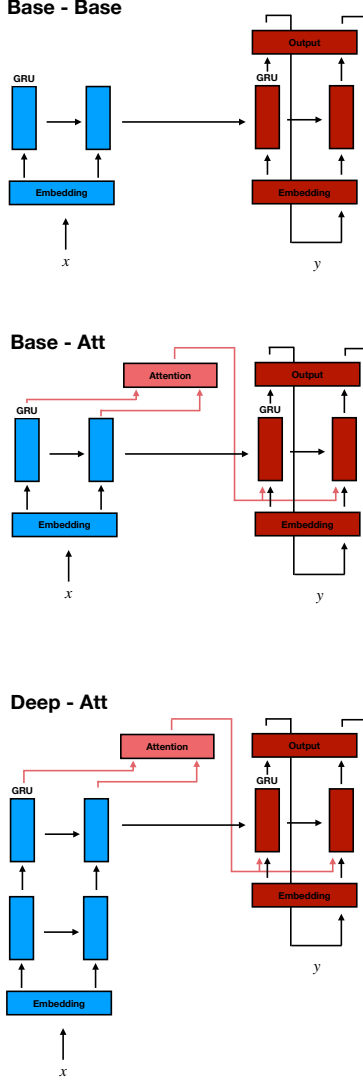 Base - Base
Output
GRU
GRU
Embedding
Embedding
x
y
Base - Att
Attention
Output
GRU
GRU
Embedding
Embedding
x
y
Deep - Att
Attention
Output
GRU
GRU
Embedding
Embedding
y
x